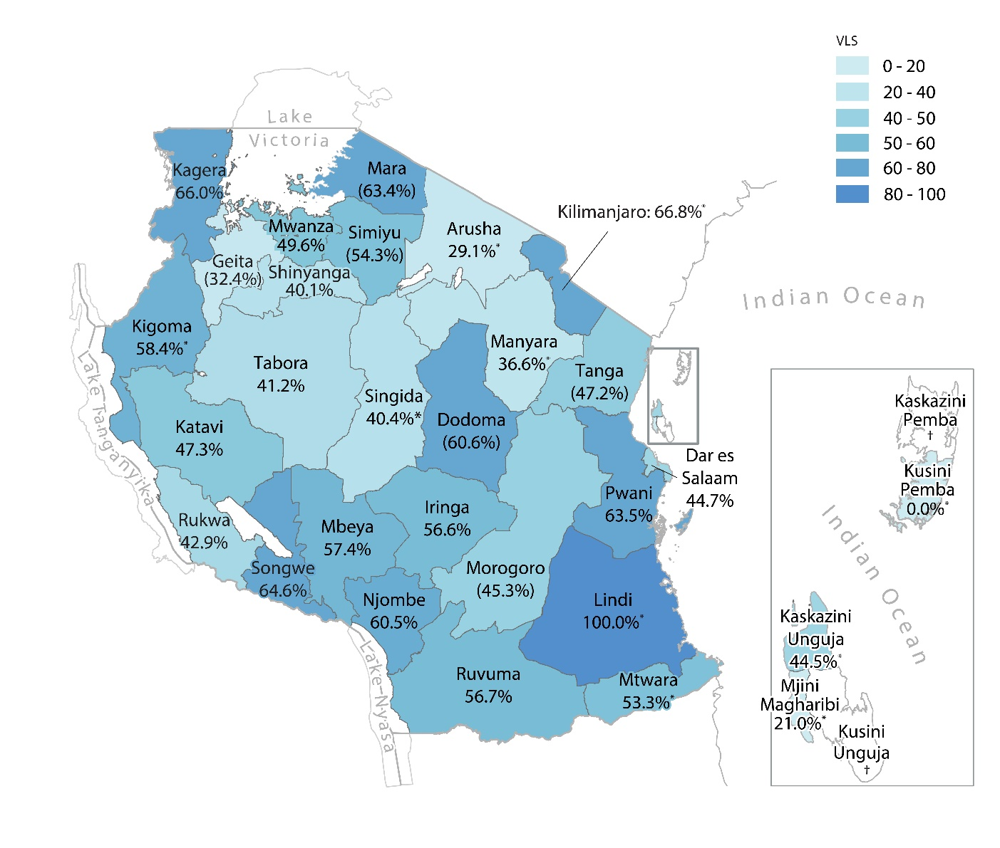 VLS
0 - 20
20 - 40
40 - 50
50 - 60
60 - 80
80 - 100
Lake
Victoria
Kagera
66.0%
Mara
(63.4%)
Kilimanjaro: 66.8%*
Mwanza
49.6%
Simiyu
(54.3%)
Arusha
29.1%*
Geita
(32.4%)
Shinyanga
40.1%
Indian Ocean
Kigoma
58.4%*
Tabora
41.2%
Manyara
36.6%*
Tanga
(47.2%)
Singida
40.4%*
Dodoma
(60.6%)
Lake Tanganyika
Katavi
47.3%
Dar es
Salaam
44.7%
Pwani
63.5%
Rukwa
42.9%
Mbeya
57.4%
Iringa
56.6%
Songwe
64.6%
Morogoro
(45.3%)
Njombe
60.5%
Lindi
100.0%*
Lake Nyasa
Ruvuma
56.7%
Mtwara
53.3%*
Kaskazini
Pemba
†
Kusini
Pemba
0.0%*
Indian Ocean
Kaskazini
Unguja
44.5%*
Mjini
Magharibi
21.0%*
Kusini
Unguja
†